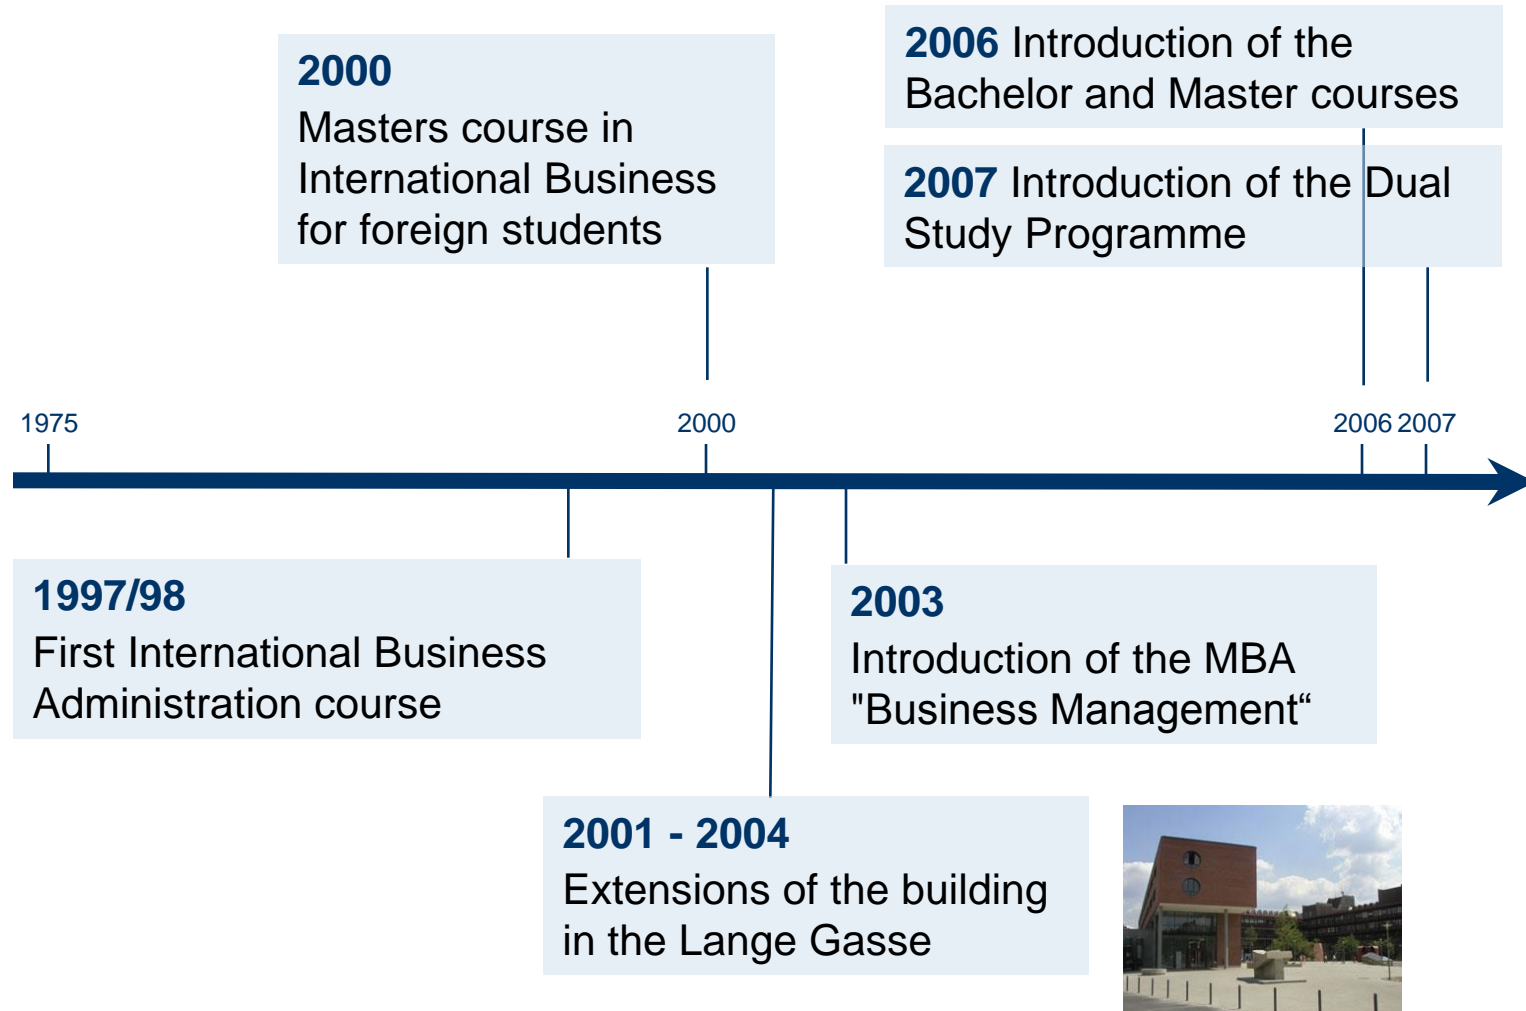 2000
Masters course in
International Business
for foreign students
2006 Introduction of the
Bachelor and Master courses
2007 Introduction of the Dual
Study Programme
1975
2000
2006 2007
1997/98
First International Business
Administration course
2003
Introduction of the MBA
"Business Management“
2001 - 2004
Extensions of the building
in the Lange Gasse